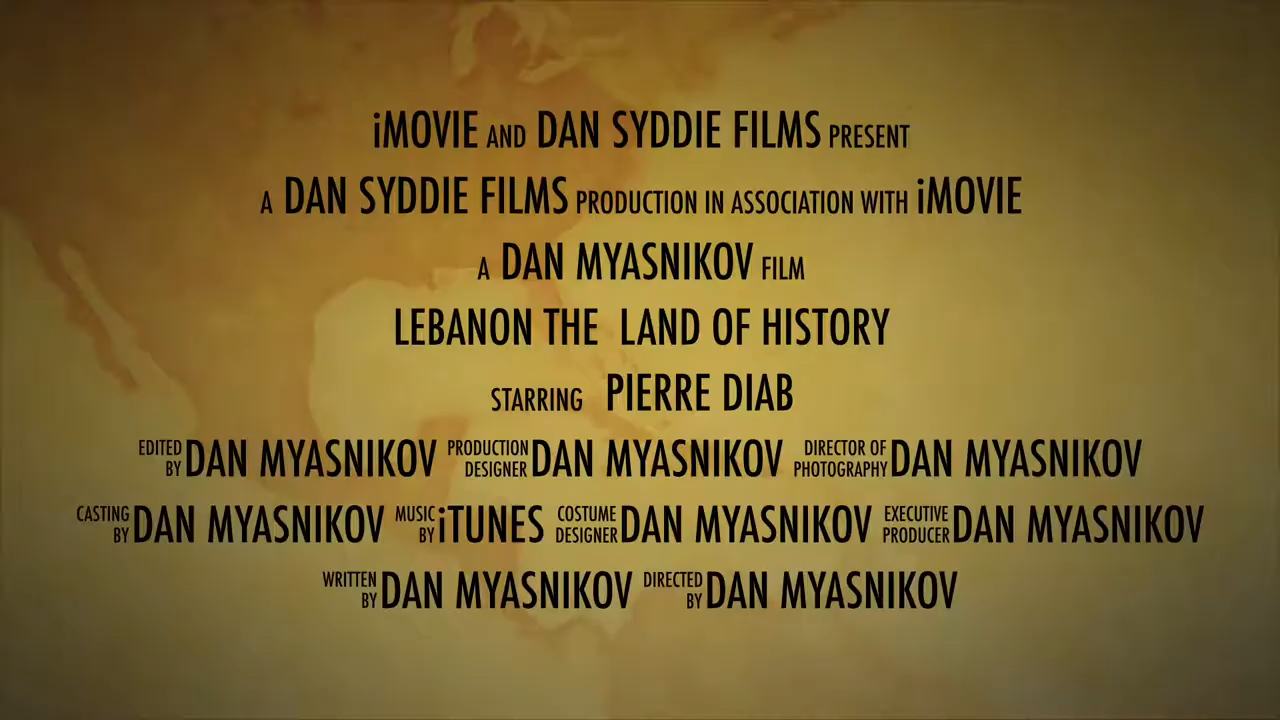 iMOVIE AND DAN SYDDIE FILMS PRESENT
A DAN SYDDIE FILMS PRODUCTION IN ASSOCIATION WITH iMOVIE
A DAN MYASNIKOV FILM
LEBANON THE LAND OF HISTORY
STARRING PIERRE DIAB
EDITED BY DAN MYASNIKOV PRODUCTION DESIGNER DAN MYASNIKOV DIRECTOR OF PHOTOGRAPHY DAN MYASNIKOV
CASTING BY DAN MYASNIKOV MUSIC BY iTUNES COSTUME DESIGNER DAN MYASNIKOV EXECUTIVE PRODUCER DAN MYASNIKOV
WRITTEN BY DAN MYASNIKOV DIRECTED BY DAN MYASNIKOV